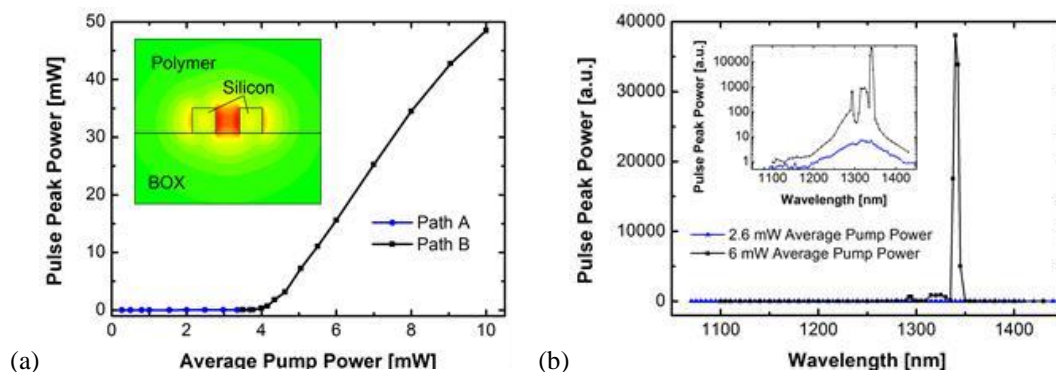 50
40
30
20
10
0
Pulse Peak Power [mW]
Polymer
Silicon
BOX
Path A
Path B
0 2 4 6 8 10
Average Pump Power [mW]
(a)
40000
30000
20000
10000
0
Pulse Peak Power [a.u.]
10000
1000
100
10
1
Pulse Peak Power [a.u.]
1100 1200 1300 1400
Wavelength [nm]
2.6 mW Average Pump Power
6 mW Average Pump Power
1100 1200 1300 1400
Wavelength [nm]
(b)